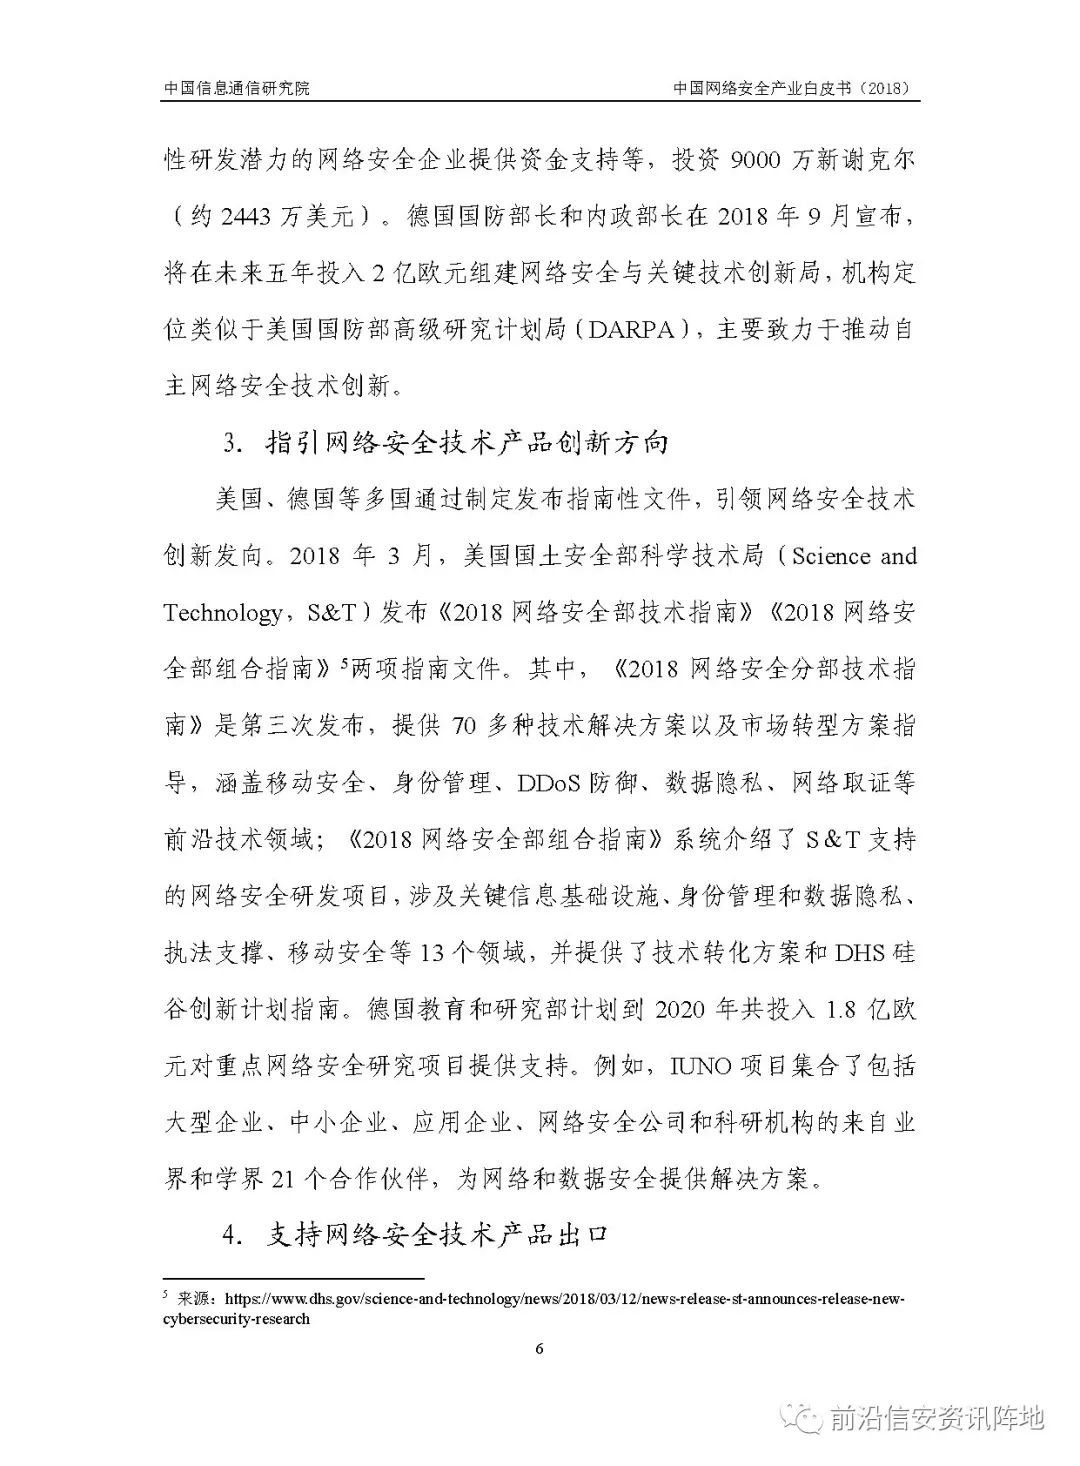 中国信息通信研究院
中国网络安全产业白皮书（2018）
性研发潜力的网络安全企业提供资金支持等，投资 9000 万新谢克尔
（约 2443 万美元）。德国国防部长和内政部长在 2018 年 9 月宣布，
将在未来五年投入 2 亿欧元组建网络安全与关键技术创新局，机构定
位类似于美国国防部高级研究计划局（DARPA），主要致力于推动自
主网络安全技术创新。
3. 指引网络安全技术产品创新方向
美国、德国等多国通过制定发布指南性文件，引领网络安全技术
创新发向。2018 年 3 月，美国国土安全部科学技术局（Science and
Technology，S&T）发布《2018 网络安全部技术指南》《2018 网络安
全部组合指南》5两项指南文件。其中，《2018 网络安全分部技术指
南》是第三次发布，提供 70 多种技术解决方案以及市场转型方案指
导，涵盖移动安全、身份管理、DDoS 防御、数据隐私、网络取证等
前沿技术领域；《2018 网络安全部组合指南》系统介绍了 S&T 支持
的网络安全研发项目，涉及关键信息基础设施、身份管理和数据隐私、
执法支撑、移动安全等 13 个领域，并提供了技术转化方案和 DHS 硅
谷创新计划指南。德国教育和研究部计划到 2020 年共投入 1.8 亿欧
元对重点网络安全研究项目提供支持。例如，IUNO 项目集合了包括
大型企业、中小企业、应用企业、网络安全公司和科研机构的来自业
界和学界 21 个合作伙伴，为网络和数据安全提供解决方案。
4. 支持网络安全技术产品出口
5 来源：https://www.dhs.gov/science-and-technology/news/2018/03/12/news-release-st-announces-release-new-
cybersecurity-research
6
前沿信安资讯阵地